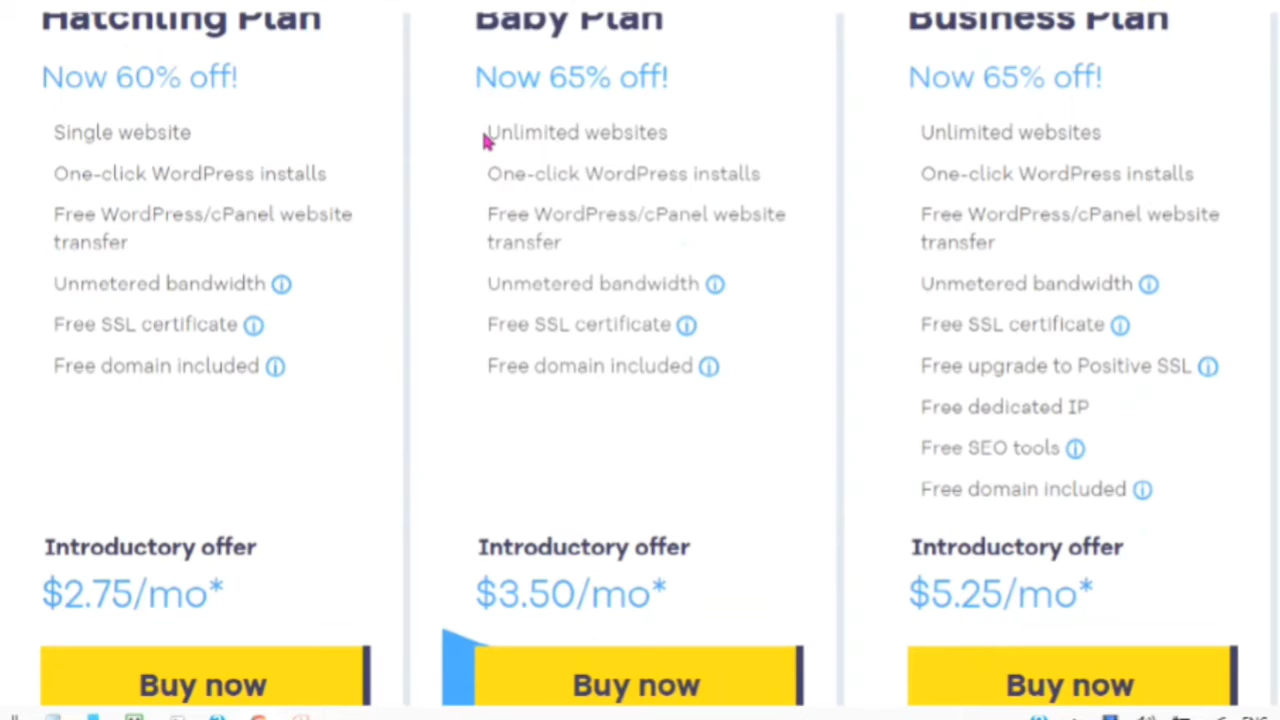 Hatchling Plan
Now 60% off!
Single website
One-click WordPress installs
Free WordPress/cPanel website
transfer
Unmetered bandwidth
Free SSL certificate
Free domain included
Introductory offer
$2.75/mo*
Buy now
Baby Plan
Now 65% off!
Unlimited websites
One-click WordPress installs
Free WordPress/cPanel website
transfer
Unmetered bandwidth
Free SSL certificate
Free domain included
Introductory offer
$3.50/mo*
Buy now
Business Plan
Now 65% off!
Unlimited websites
One-click WordPress installs
Free WordPress/cPanel website
transfer
Unmetered bandwidth
Free SSL certificate
Free upgrade to Positive SSL
Free dedicated IP
Free SEO tools
Free domain included
Introductory offer
$5.25/mo*
Buy now